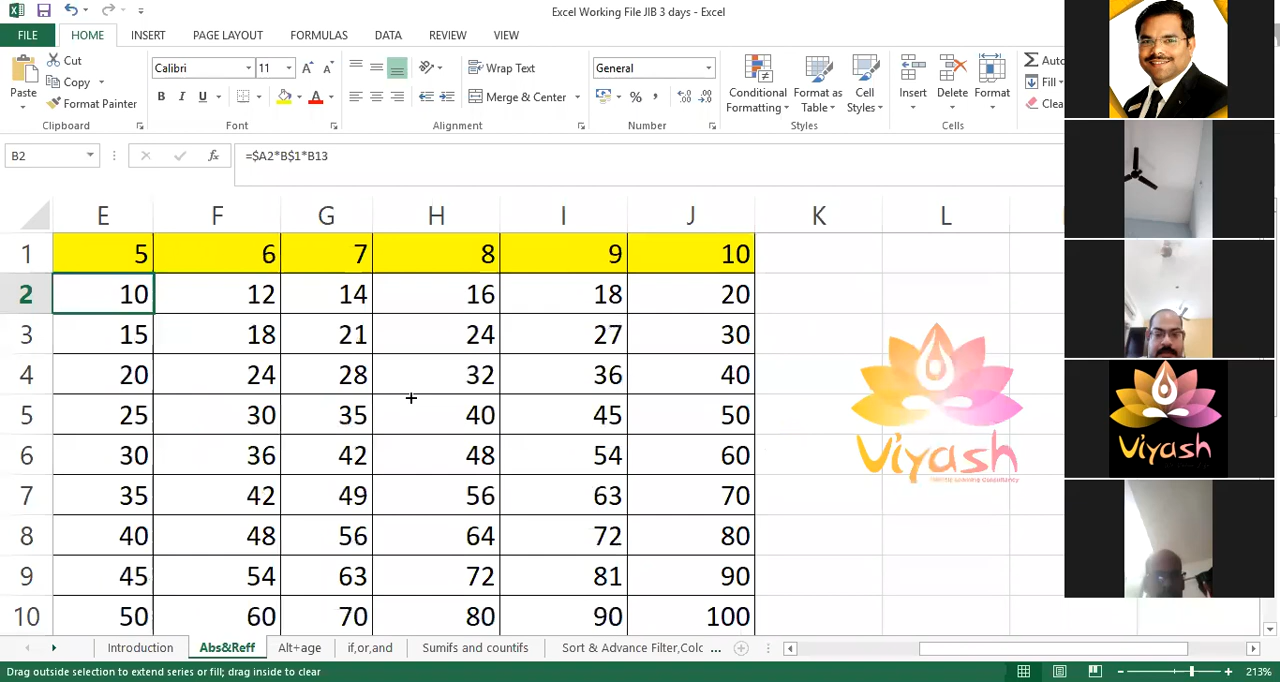 Excel Working File JIB 3 days - Excel
FILE HOME INSERT PAGE LAYOUT FORMULAS DATA REVIEW VIEW
Cut
Copy
Format Painter
Paste
Clipboard
Calibri 11
B I U
Font
Wrap Text
Merge & Center
Alignment
General
Number
Conditional Formatting
Format as Table
Cell Styles
Styles
Insert Delete Format
Cells
Auto
Fill
Clea
B2 =$A2*B$1*B13
E F G H I J K L
1 5 6 7 8 9 10
2 10 12 14 16 18 20
3 15 18 21 24 27 30
4 20 24 28 32 36 40
5 25 30 35 40 45 50
6 30 36 42 48 54 60
7 35 42 49 56 63 70
8 40 48 56 64 72 80
9 45 54 63 72 81 90
10 50 60 70 80 90 100
Viyash
Viyash
Introduction Abs&Reff Alt+age if,or,and Sumifs and countifs Sort & Advance Filter,Colc ...
Drag outside selection to extend series or fill; drag inside to clear
213%